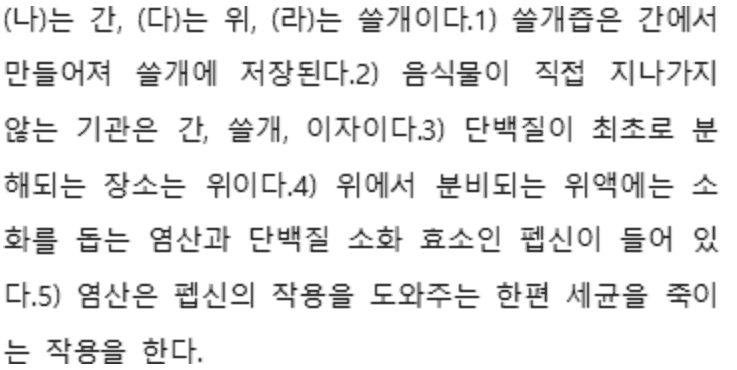 (나)는 간, (다)는 위, (라)는 쓸개이다.1) 쓸개즙은 간에서
만들어져 쓸개에 저장된다.2) 음식물이 직접 지나가지
않는 기관은 간, 쓸개, 이자이다.3) 단백질이 최초로 분
해되는 장소는 위이다.4) 위에서 분비되는 위액에는 소
화를 돕는 염산과 단백질 소화 효소인 펩신이 들어 있
다.5) 염산은 펩신의 작용을 도와주는 한편 세균을 죽이
는 작용을 한다.